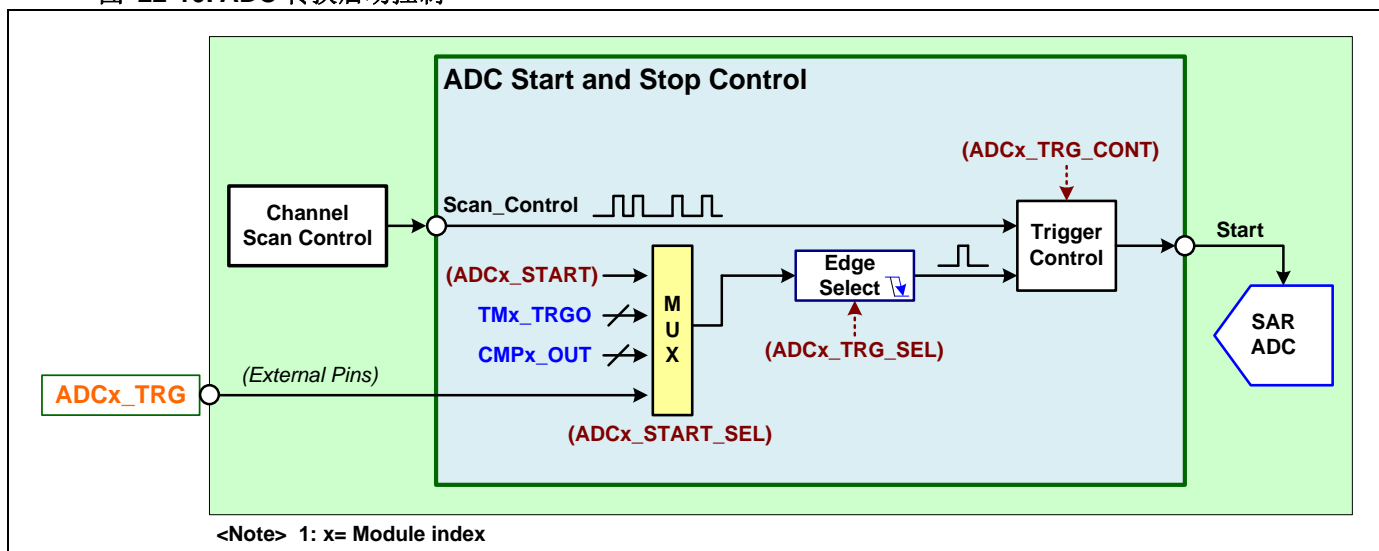 ADC Start and Stop Control
(ADCx_TRG_CONT)
Channel
Scan Control
Scan_Control
Trigger
Control
Start
(ADCx_START)
TMx_TRGO
CMPx_OUT
M
U
X
Edge
Select
(ADCx_TRG_SEL)
SAR
ADC
ADCx_TRG
(External Pins)
(ADCx_START_SEL)
<Note> 1: x= Module index